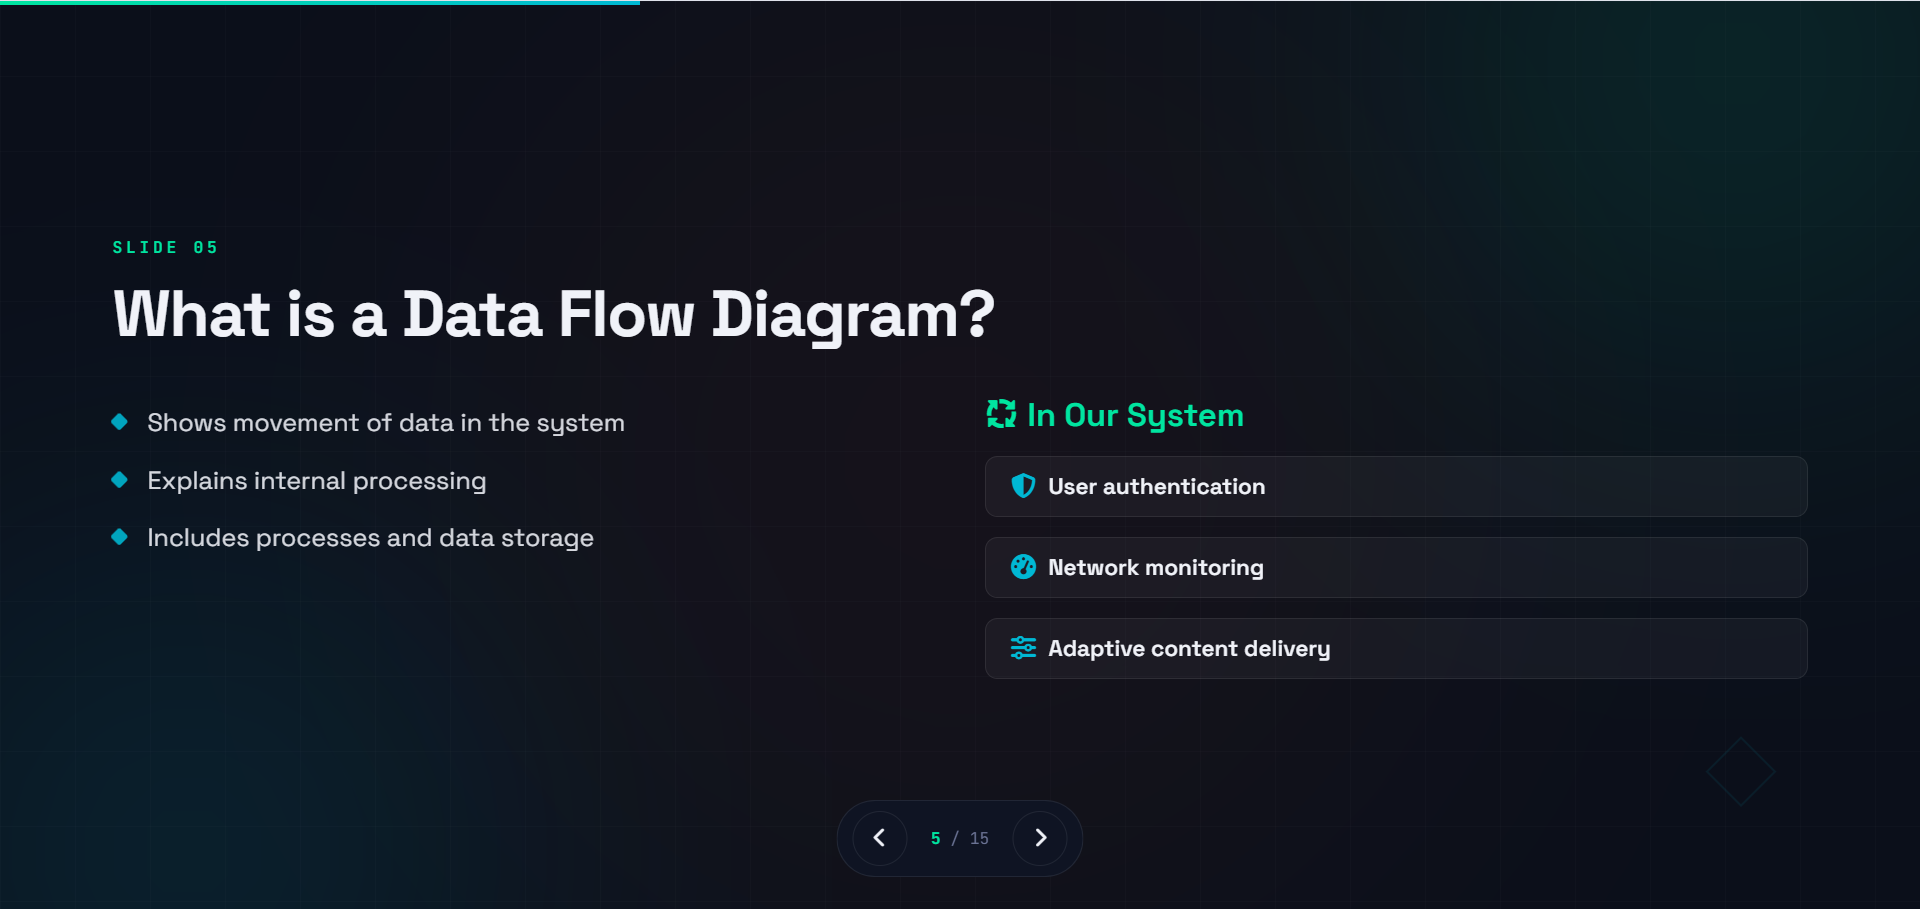 SLIDE 05
What is a Data Flow Diagram?
Shows movement of data in the system
Explains internal processing
Includes processes and data storage
In Our System
User authentication
Network monitoring
Adaptive content delivery
5 / 15